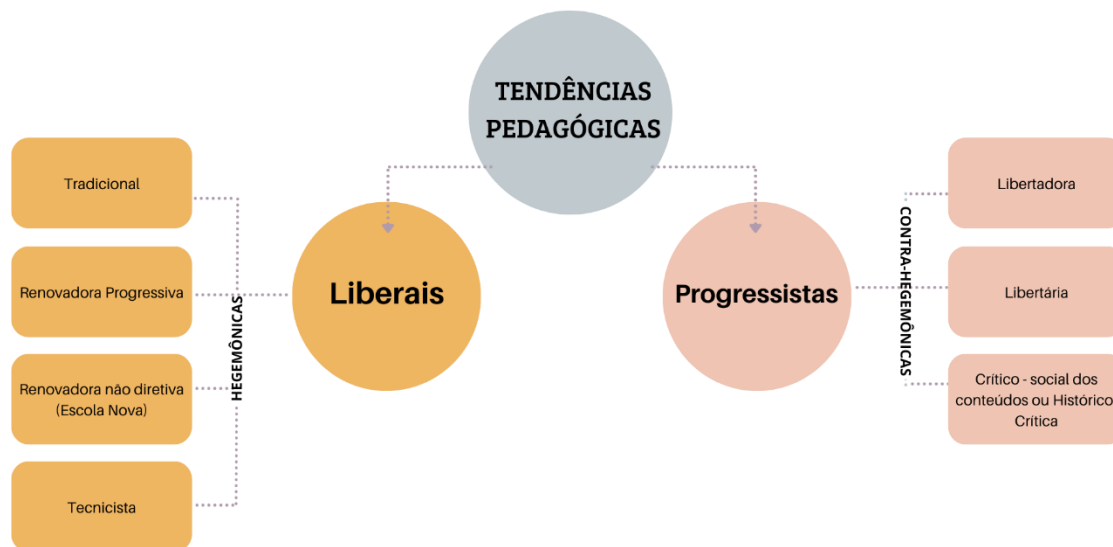 TENDÊNCIAS
PEDAGÓGICAS
Liberais
HEGEMÔNICAS
Tradicional
Renovadora Progressiva
Renovadora não diretiva
(Escola Nova)
Tecnicista
Progressistas
CONTRA-HEGEMÔNICAS
Libertadora
Libertária
Crítico - social dos
conteúdos ou Histórico
Crítica